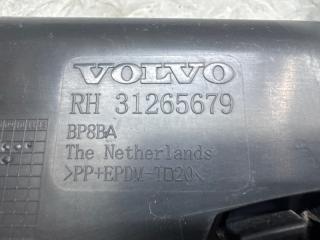 VOLVO
RH 31265679
BP8BA
The Netherlands
>PP+EPDM-TD20<